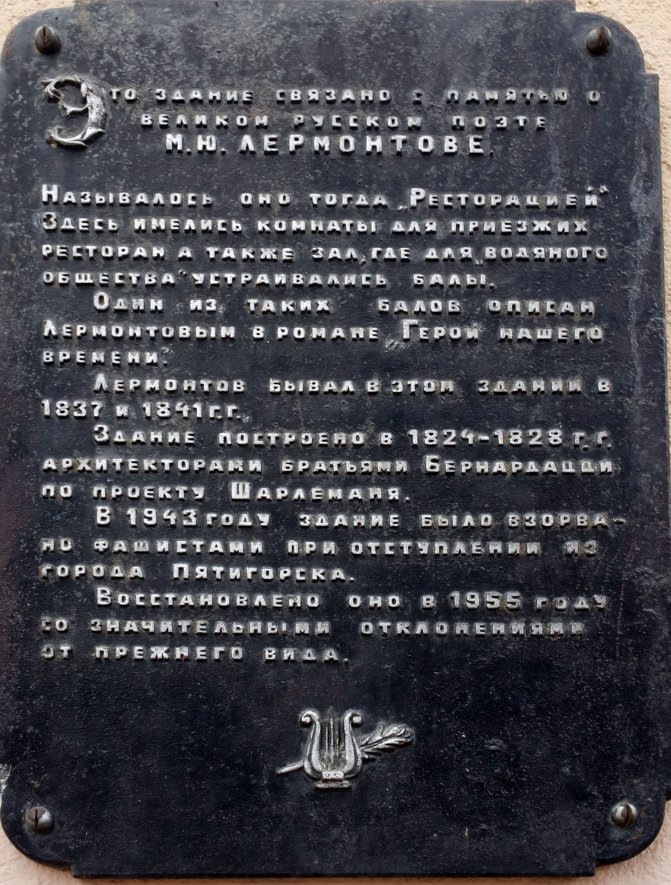 Это здание связано с памятью о
великом русском поэте
М.Ю. Лермонтове.
Называлось оно тогда „Ресторацией"
Здесь имелись комнаты для приезжих
ресторан а также зал, где для „водяного
общества" устраивались балы.
Один из таких балов описан
Лермонтовым в романе „Герой нашего
времени".
Лермонтов бывал в этом здании в
1837 и 1841 г.г.
Здание построено в 1824-1828 г.г.
архитекторами братьями Бернардацци
по проекту Шарлеманя.
В 1943 году здание было взорва-
но фашистами при отступлении из
города Пятигорска.
Восстановлено оно в 1955 году
со значительными отклонениями
от прежнего вида.